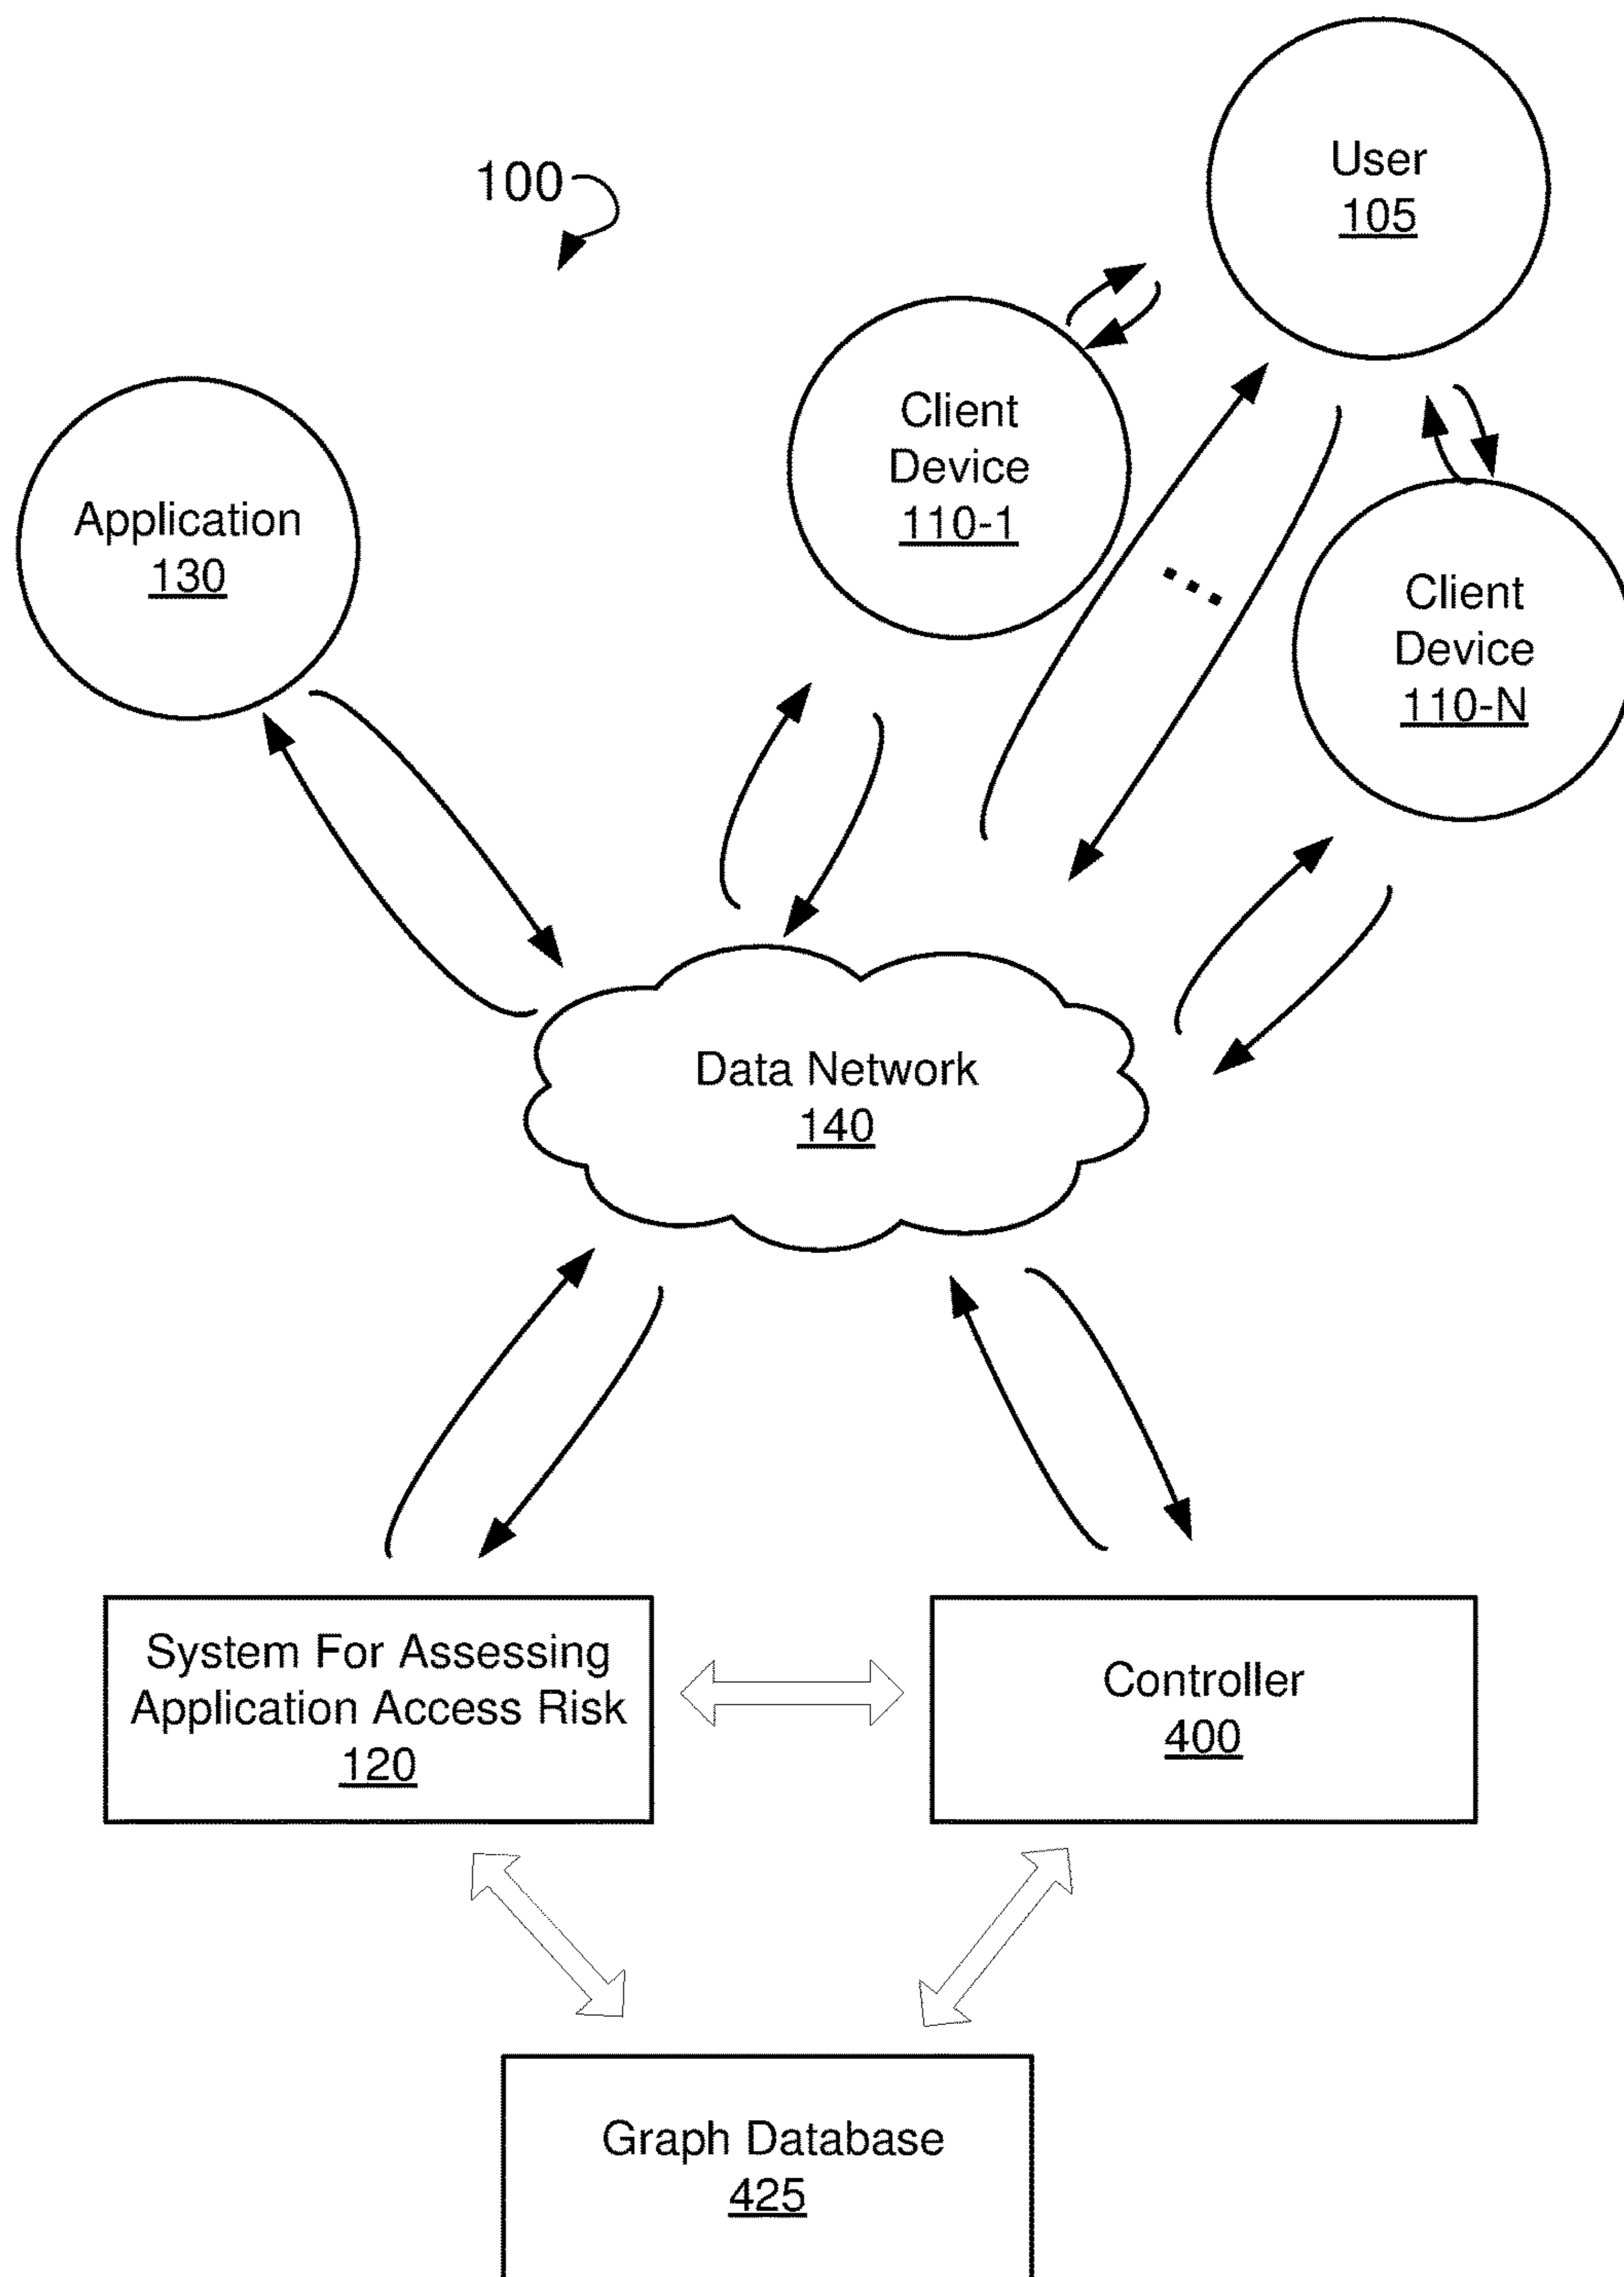 100
User
105
Client
Device
110-1
Application
130
Client
Device
110-N
Data Network
140
System For Assessing
Application Access Risk
120
Controller
400
Graph Database
425